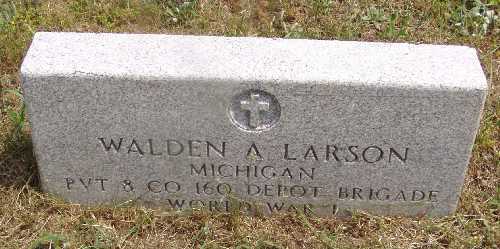 WALDEN A LARSON
MICHIGAN
PVT 8 CO 160 DEPOT BRIGADE
WORLD WAR I